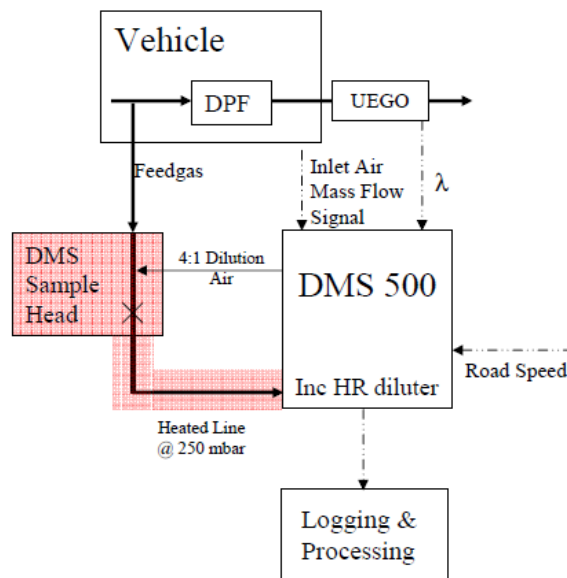 Vehicle
DPF
UEGO
Feedgas
Inlet Air
Mass Flow
Signal
λ
DMS
Sample
Head
4:1 Dilution
Air
DMS 500
Inc HR diluter
Road Speed
Heated Line
@ 250 mbar
Logging &
Processing